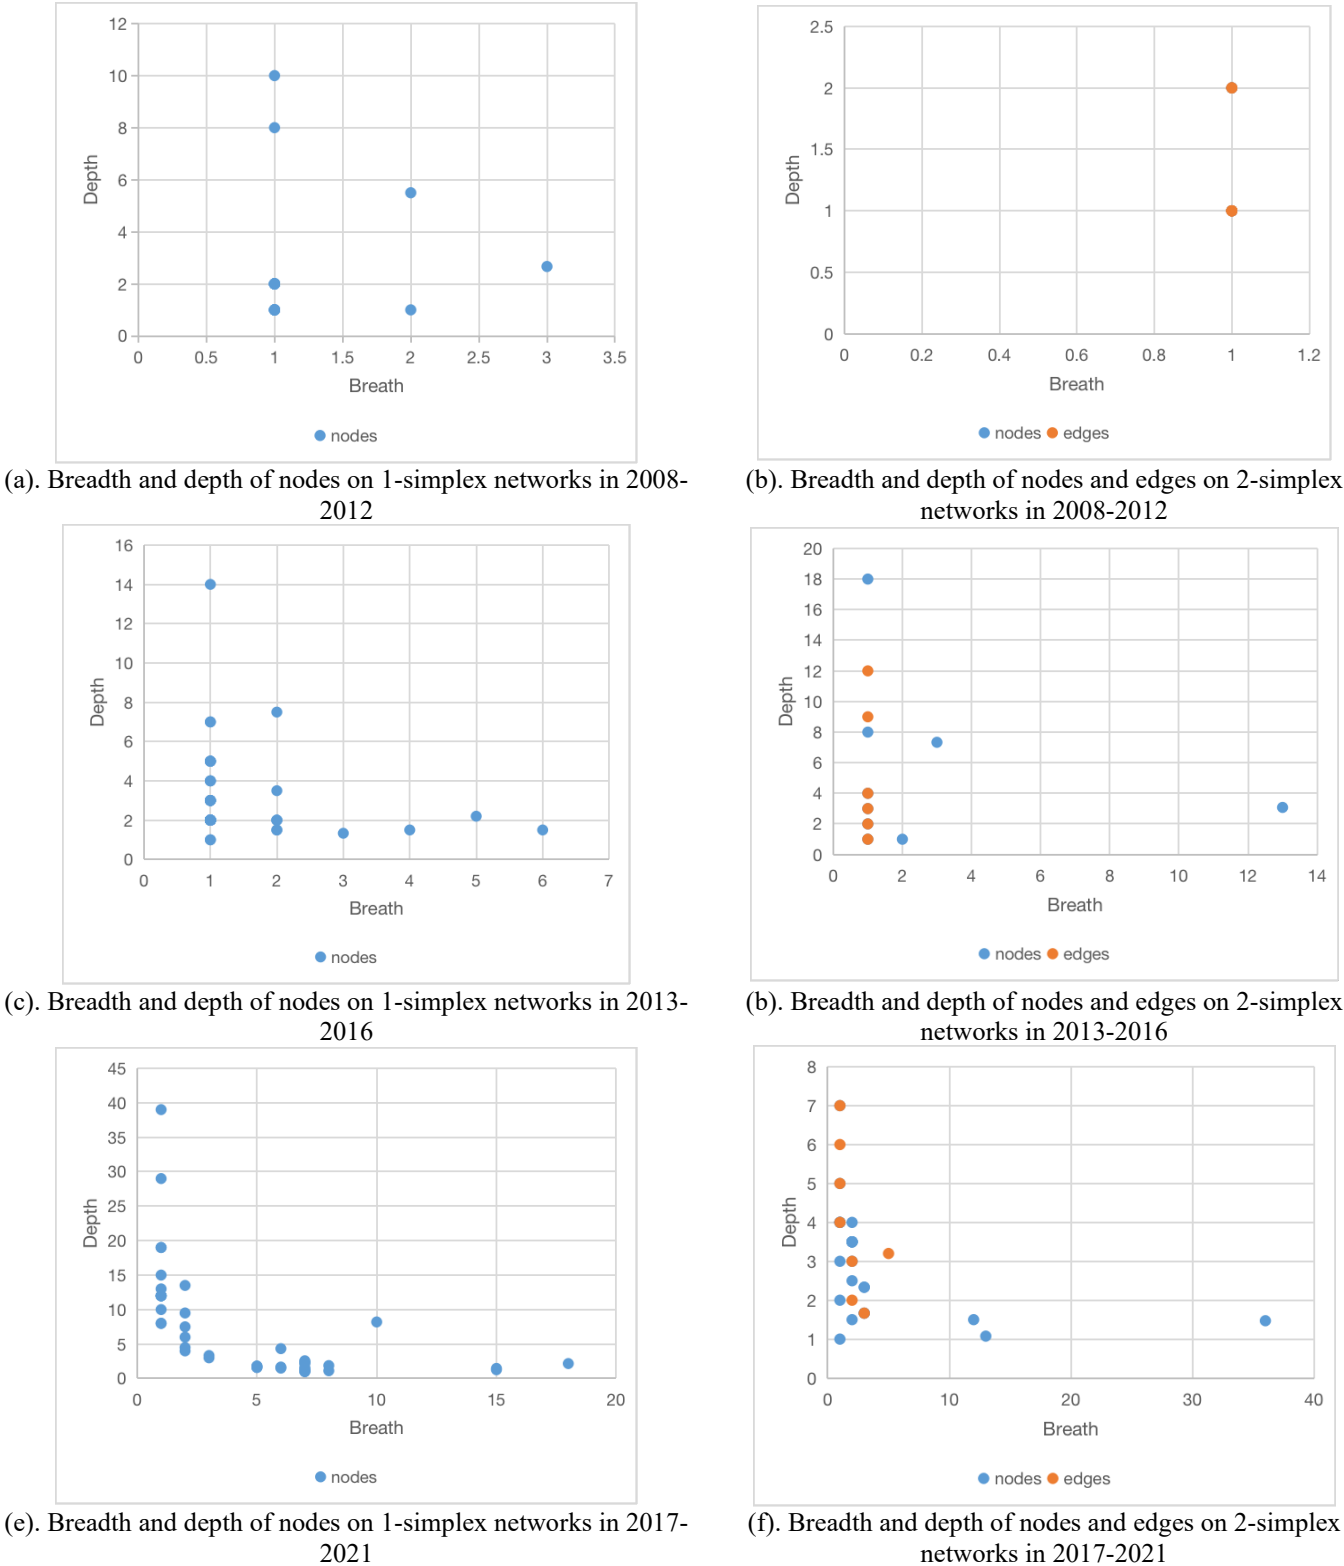 12
10
8
6
4
2
0
0 0.5 1 1.5 2 2.5 3 3.5
Depth
Breath
nodes
(a). Breadth and depth of nodes on 1-simplex networks in 2008-
2012
2.5
2
1.5
1
0.5
0
0 0.2 0.4 0.6 0.8 1 1.2
Depth
Breath
nodes edges
(b). Breadth and depth of nodes and edges on 2-simplex
networks in 2008-2012
16
14
12
10
8
6
4
2
0
0 1 2 3 4 5 6 7
Depth
Breath
nodes
(c). Breadth and depth of nodes on 1-simplex networks in 2013-
2016
20
18
16
14
12
10
8
6
4
2
0
0 2 4 6 8 10 12 14
Depth
Breath
nodes edges
(b). Breadth and depth of nodes and edges on 2-simplex
networks in 2013-2016
45
40
35
30
25
20
15
10
5
0
0 5 10 15 20
Depth
Breath
nodes
(e). Breadth and depth of nodes on 1-simplex networks in 2017-
2021
8
7
6
5
4
3
2
1
0
0 10 20 30 40
Depth
Breath
nodes edges
(f). Breadth and depth of nodes and edges on 2-simplex
networks in 2017-2021